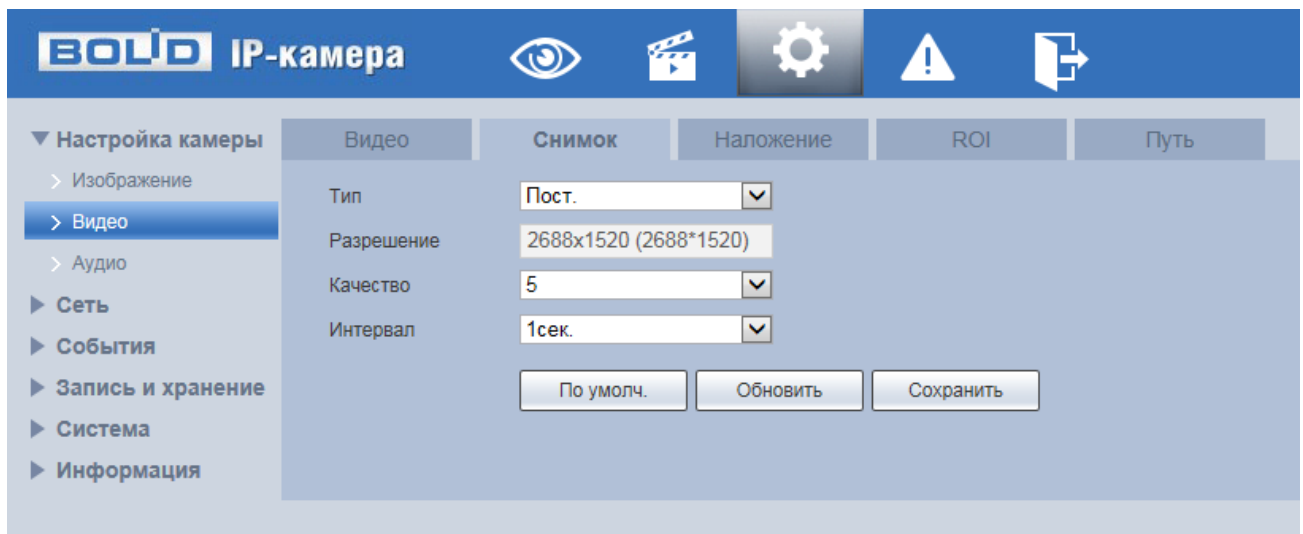 BOLID IP-камера
Настройка камеры
Изображение
Видео
Аудио
Сеть
События
Запись и хранение
Система
Информация
Видео Снимок Наложение ROI Путь
Тип Пост.
Разрешение 2688x1520 (2688*1520)
Качество 5
Интервал 1сек.
По умолч. Обновить Сохранить